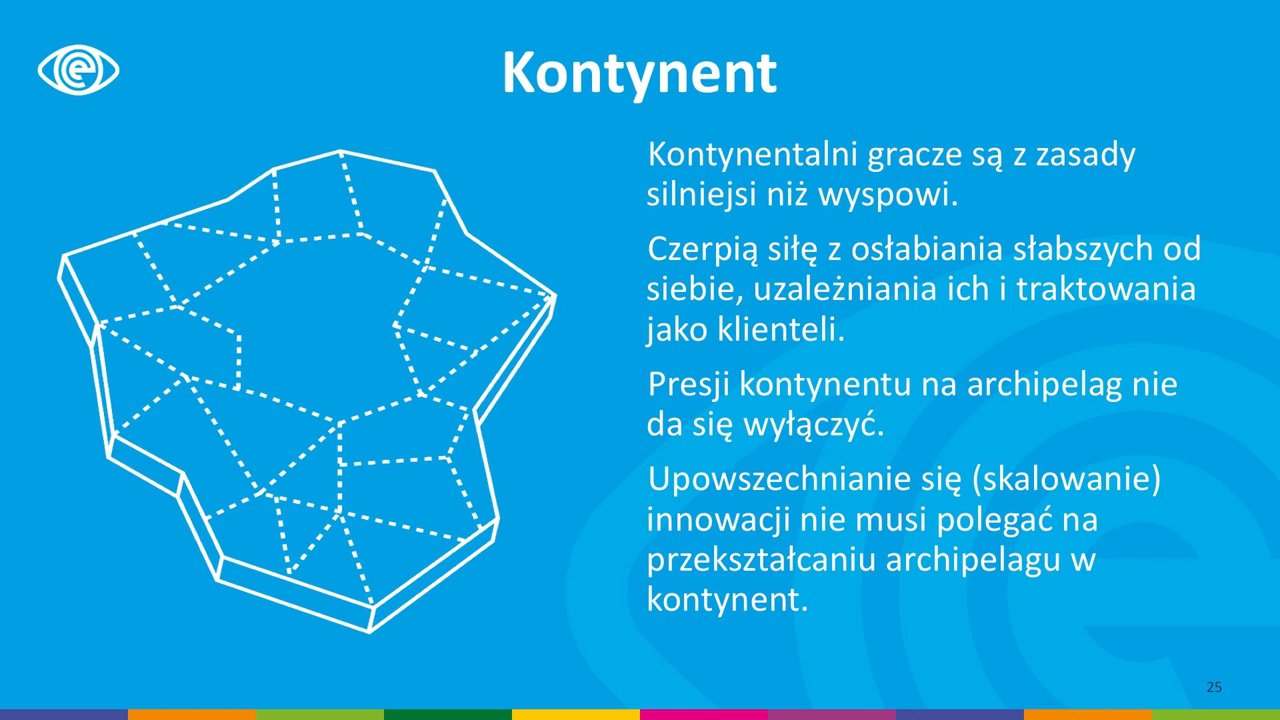 Kontynent
Kontynentalni gracze są z zasady
silniejsi niż wyspowi.
Czerpią siłę z osłabiania słabszych od
siebie, uzależniania ich i traktowania
jako klienteli.
Presji kontynentu na archipelag nie
da się wyłączyć.
Upowszechnianie się (skalowanie)
innowacji nie musi polegać na
przekształcaniu archipelagu w
kontynent.
25